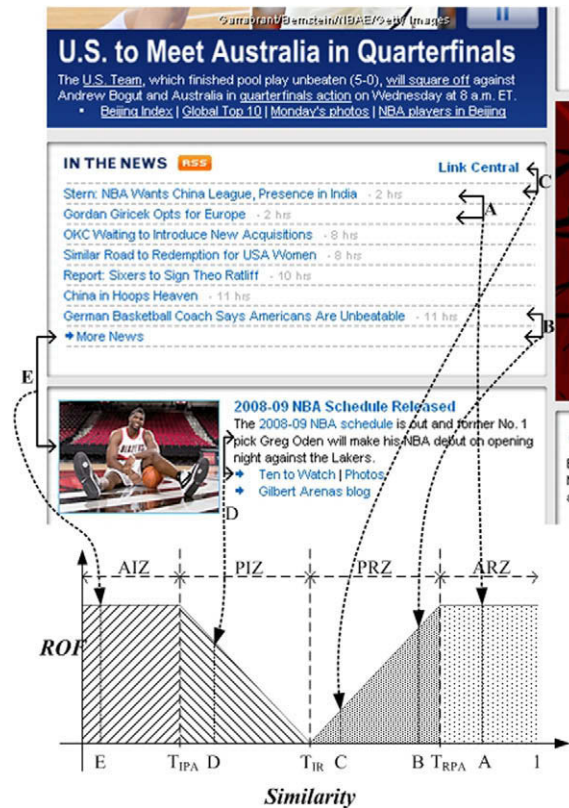 Garrabrant/Bernstein/NBAE/Getty Images
U.S. to Meet Australia in Quarterfinals
The U.S. Team, which finished pool play unbeaten (5-0), will square off against
Andrew Bogut and Australia in quarterfinals action on Wednesday at 8 a.m. ET.
• Beijing Index | Global Top 10 | Monday's photos | NBA players in Beijing
IN THE NEWS RSS Link Central C
Stern: NBA Wants China League, Presence in India - 2 hrs
A
Gordan Giricek Opts for Europe - 2 hrs
OKC Waiting to Introduce New Acquisitions - 8 hrs
Similar Road to Redemption for USA Women - 8 hrs
Report: Sixers to Sign Theo Ratliff - 10 hrs
China in Hoops Heaven - 11 hrs
German Basketball Coach Says Americans Are Unbeatable - 11 hrs
B
More News
E
2008-09 NBA Schedule Released
The 2008-09 NBA schedule is out and former No. 1
pick Greg Oden will make his NBA debut on opening
night against the Lakers.
Ten to Watch | Photos
Gilbert Arenas blog
D
AIZ PIZ PRZ ARZ
ROF
E TIPA D TIR C B TRPA A 1
Similarity